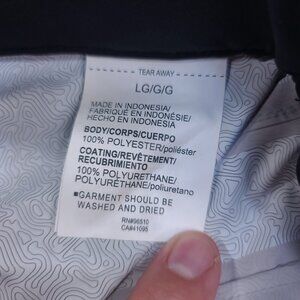 TEAR AWAY
LG/G/G
MADE IN INDONESIA/
FABRIQUÉ EN INDONÉSIE/
HECHO EN INDONESIA
BODY/CORPS/CUERPO
100% POLYESTER/poliéster
COATING/REVÊTEMENT/
RECUBRIMIENTO
100% POLYURETHANE/
POLYURÉTHANE/poliuretano
■GARMENT SHOULD BE
WASHED AND DRIED
RN#96510
CA#41095